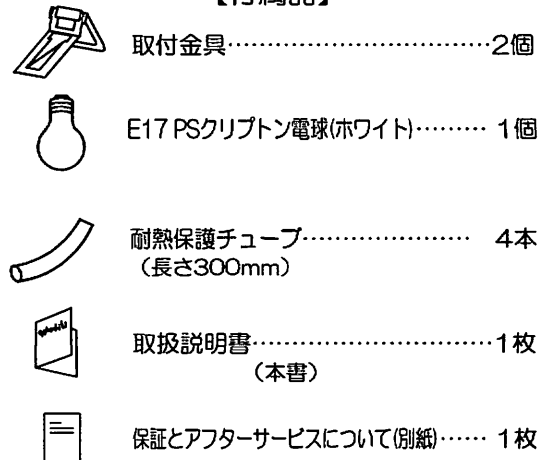 【付属品】
取付金具……………………………2個
E17 PSクリプトン電球(ホワイト)……… 1個
耐熱保護チューブ………………… 4本
（長さ300mm）
取扱説明書…………………………1枚
（本書）
保証とアフターサービスについて(別紙)…… 1枚